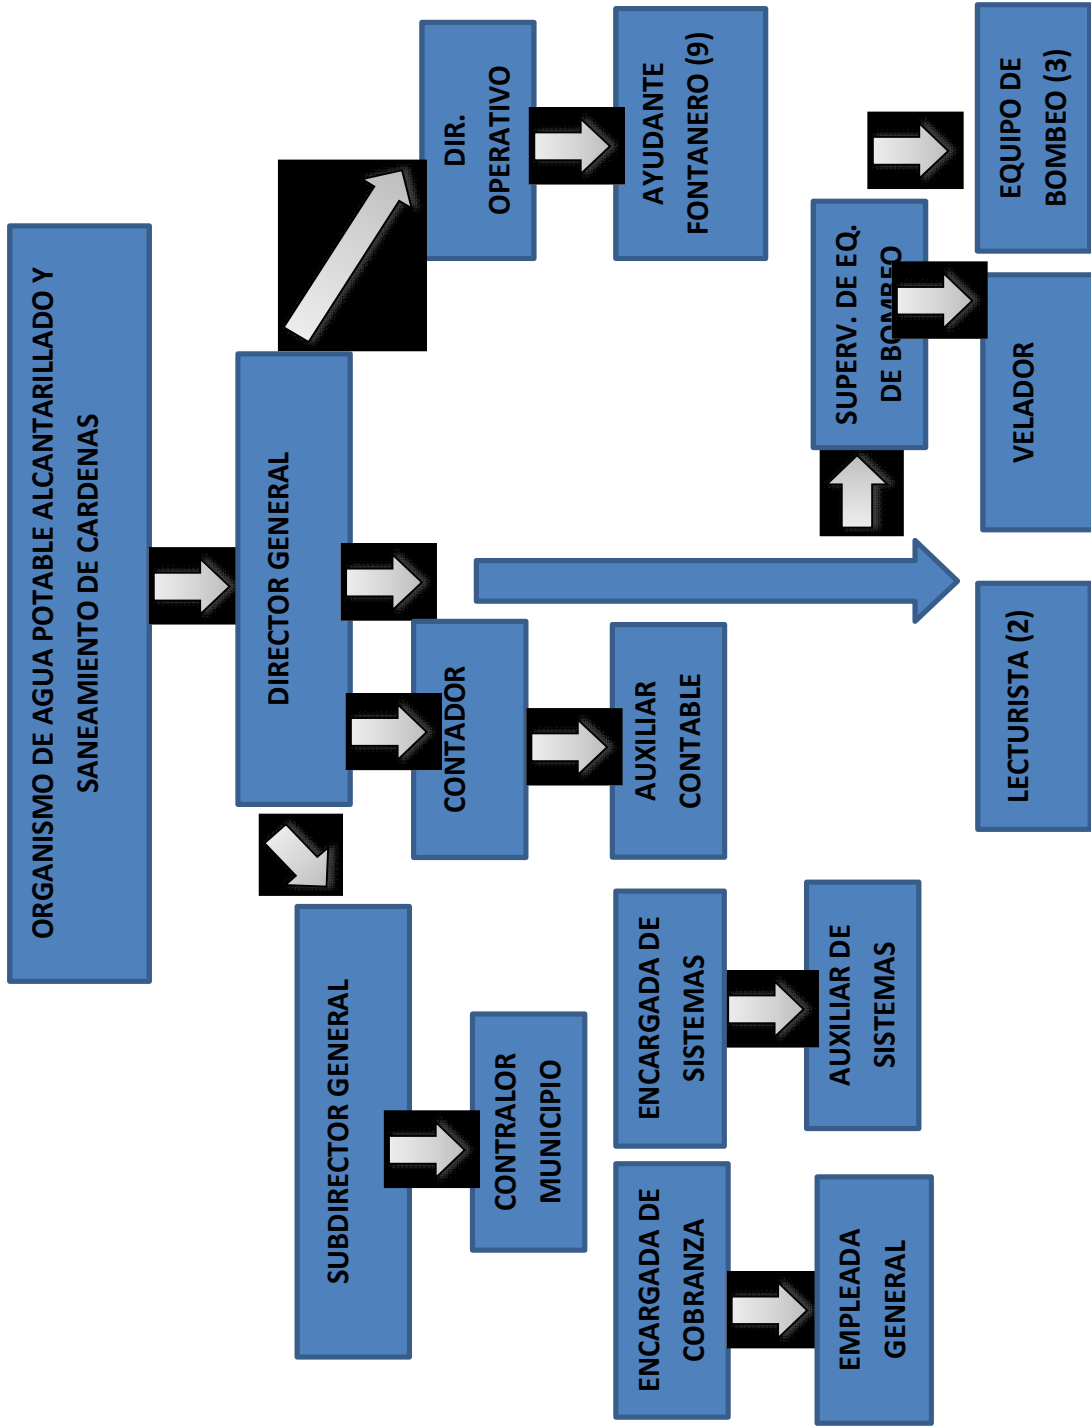 ORGANISMO DE AGUA POTABLE ALCANTARILLADO Y
SANEAMIENTO DE CARDENAS
DIRECTOR GENERAL
SUBDIRECTOR GENERAL
CONTADOR
DIR.
OPERATIVO
CONTRALOR
MUNICIPIO
AUXILIAR
CONTABLE
AYUDANTE
FONTANERO (9)
ENCARGADA DE
COBRANZA
ENCARGADA DE
SISTEMAS
SUPERV. DE EQ.
DE BOMBEO
EMPLEADA
GENERAL
AUXILIAR DE
SISTEMAS
LECTURISTA (2)
VELADOR
EQUIPO DE
BOMBEO (3)